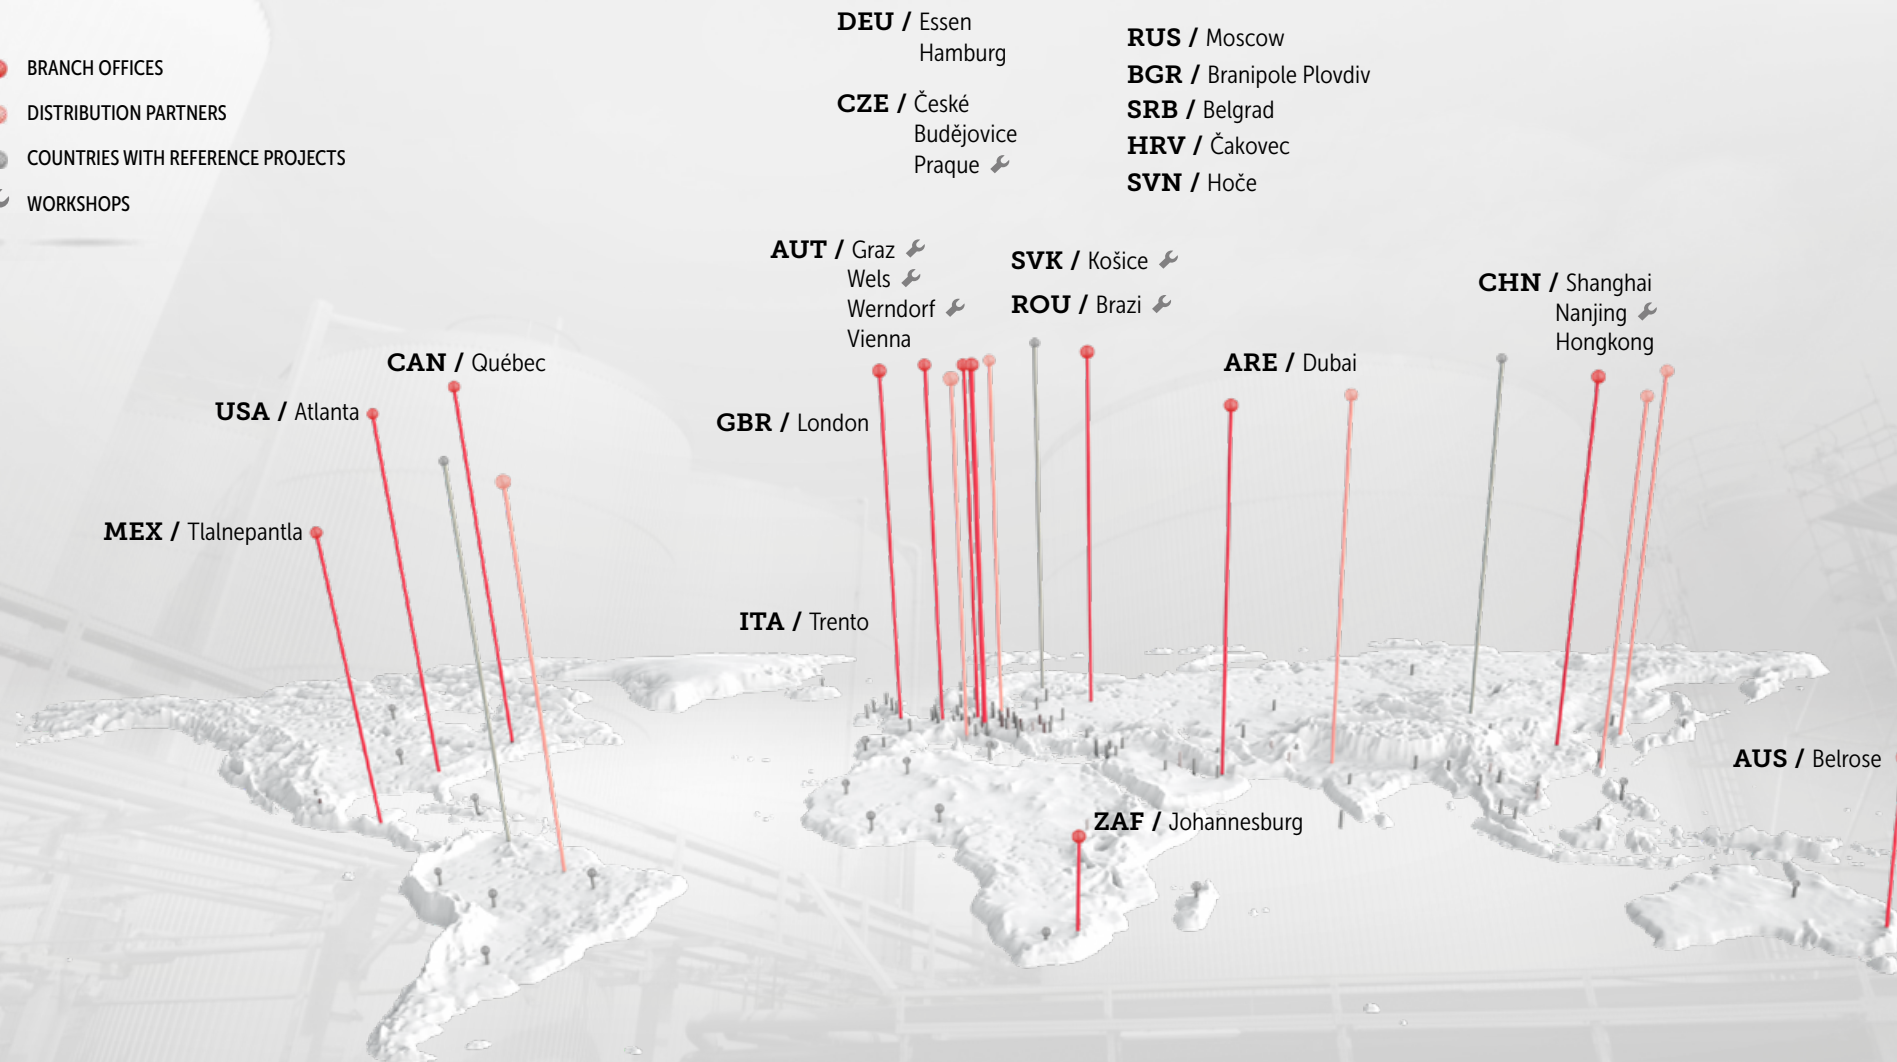 BRANCH OFFICES
DISTRIBUTION PARTNERS
COUNTRIES WITH REFERENCE PROJECTS
WORKSHOPS
DEU / Essen
Hamburg
CZE / České
Budějovice
Praque
RUS / Moscow
BGR / Branipole Plovdiv
SRB / Belgrad
HRV / Čakovec
SVN / Hoče
AUT / Graz
Wels
Werndorf
Vienna
SVK / Košice
ROU / Brazi
CHN / Shanghai
Nanjing
Hongkong
CAN / Québec
ARE / Dubai
USA / Atlanta
GBR / London
MEX / Tlalnepantla
ITA / Trento
AUS / Belrose
ZAF / Johannesburg